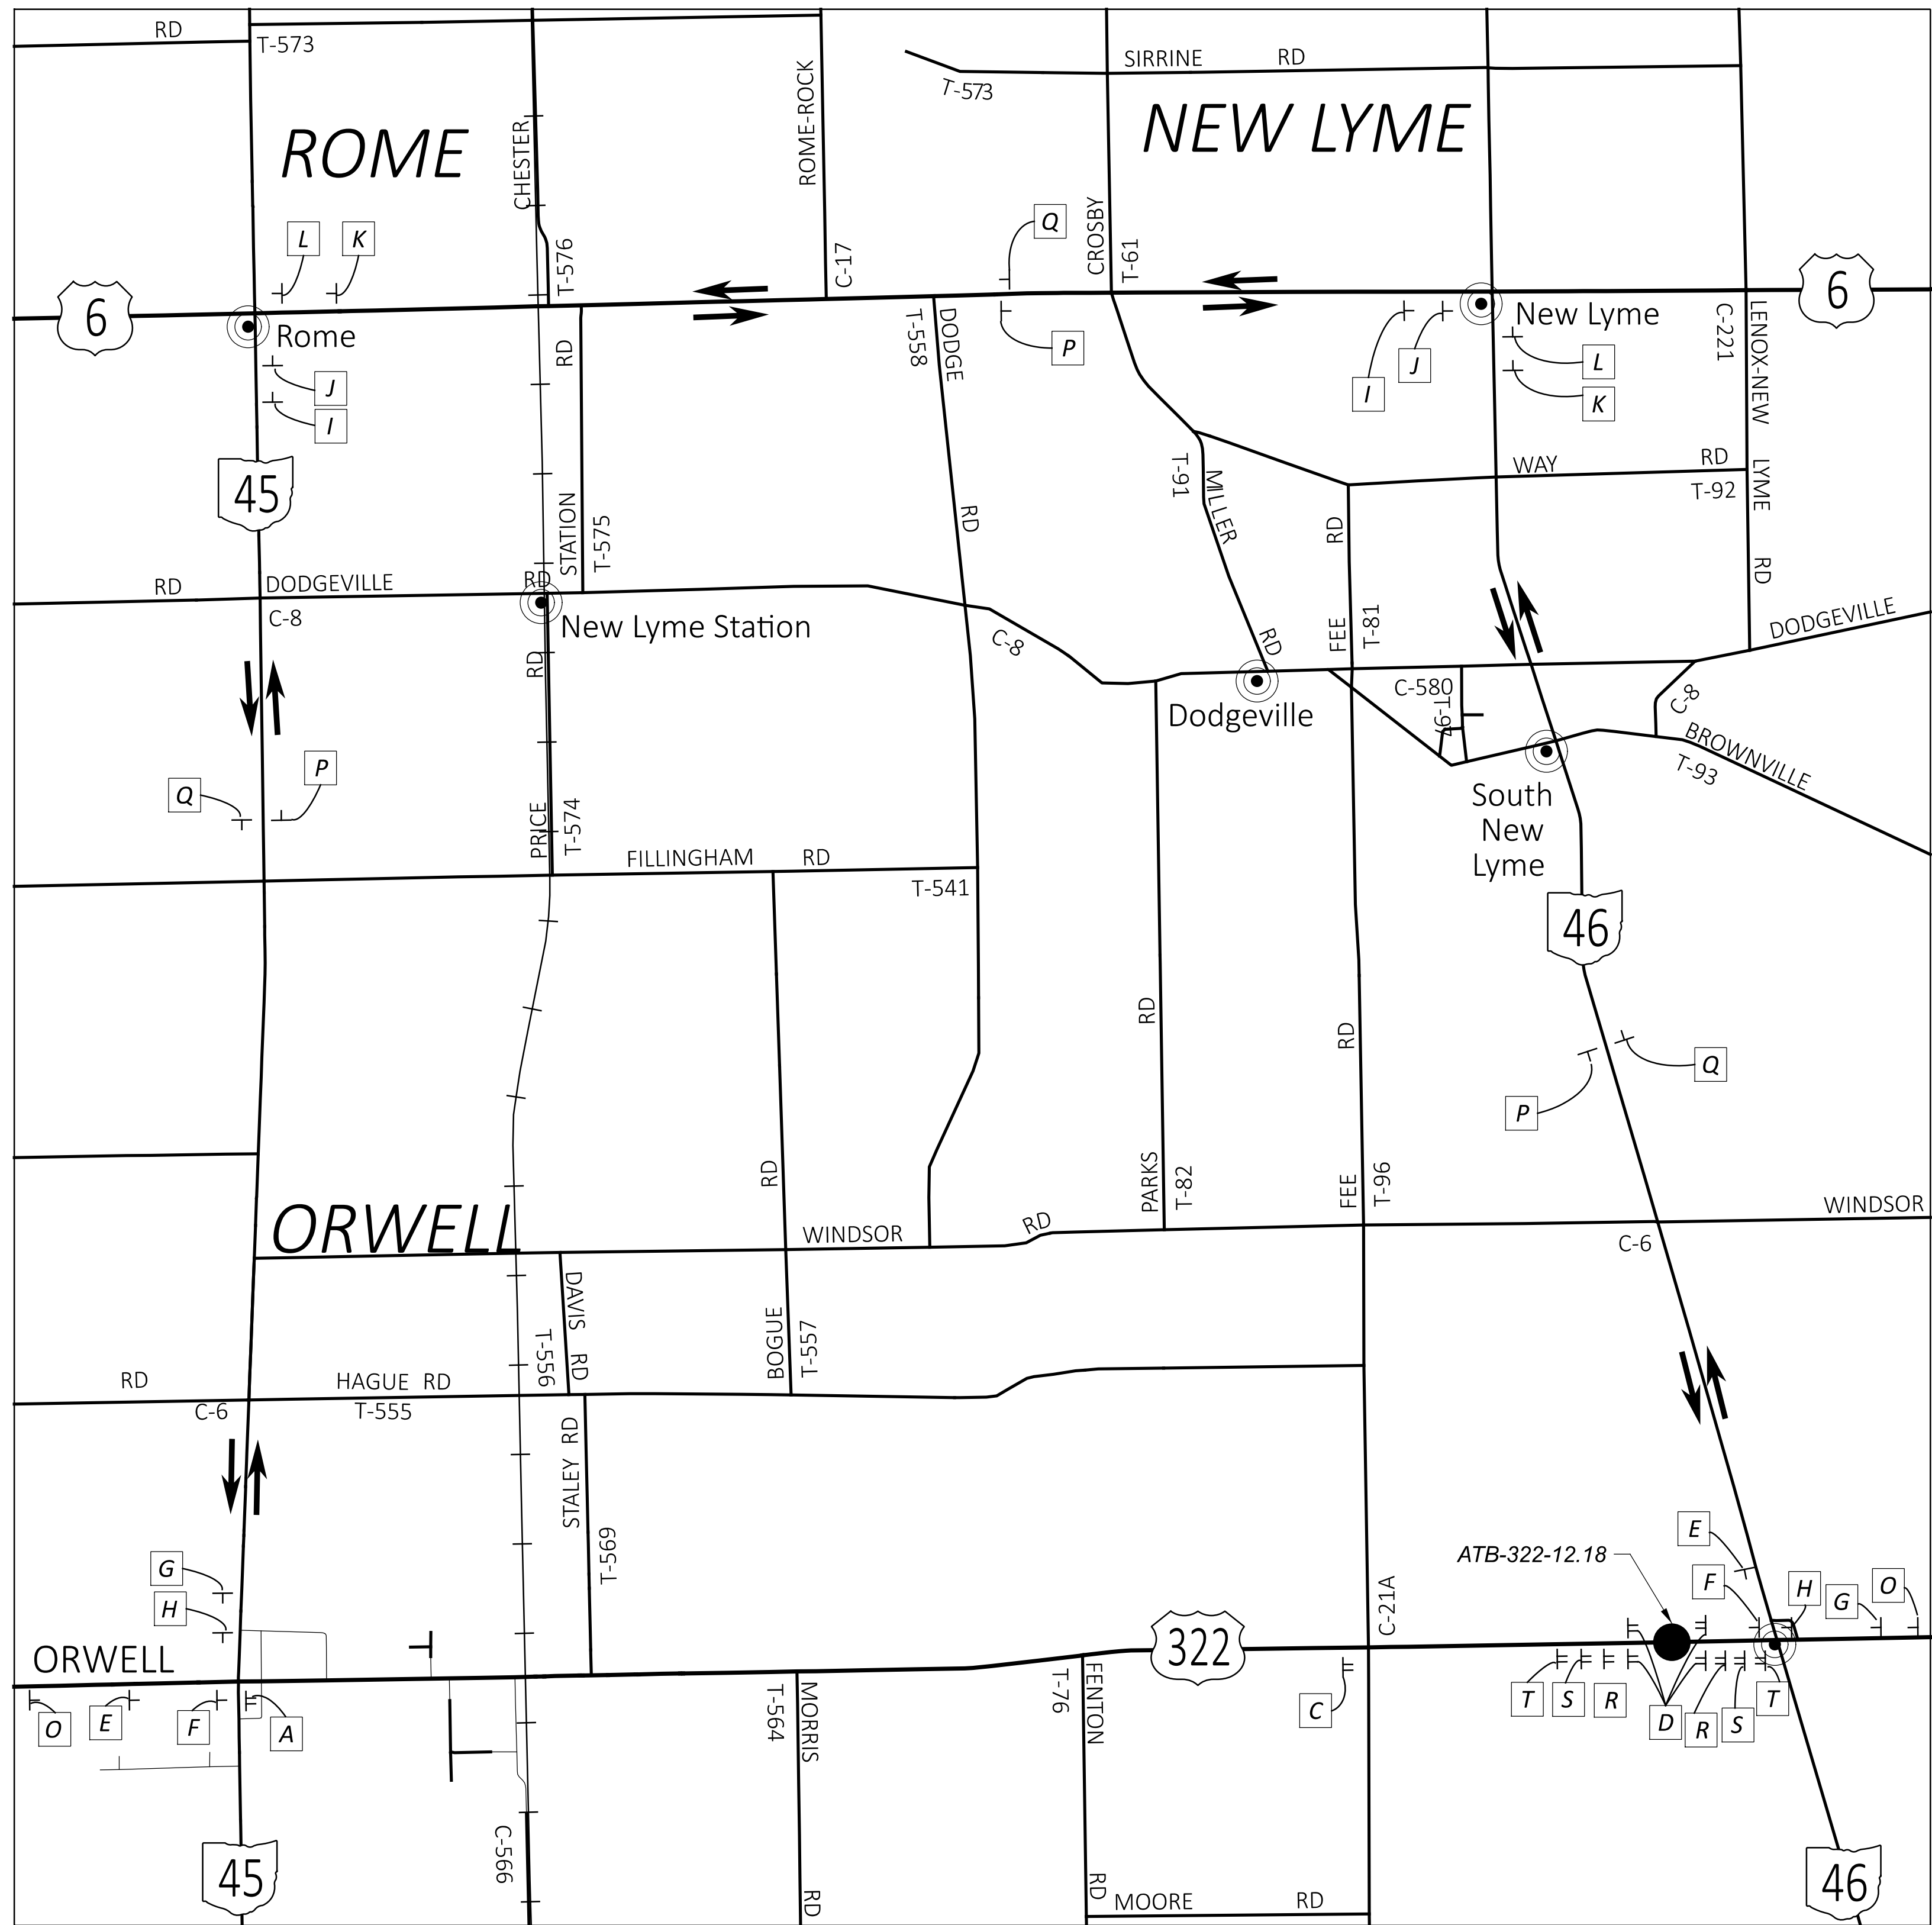 RD
T-573
SIRRINE RD
T-573
ROME
NEW LYME
CHESTER
ROME-ROCK
CROSBY
L
K
Q
T-576
C-17
T-61
6
6
Rome
New Lyme
J
I
RD
T-558
DODGE
P
I
J
L
K
C-221
LENOX-NEW
LYME
RD
45
STATION
T-575
RD
T-91
MILLER
RD
WAY RD
T-92
RD
FEE
T-81
RD DODGEVILLE RD
C-8
New Lyme Station
C-8
DODGEVILLE
Dodgeville
C-580
T-97
C-8
BROWNVILLE
T-93
South
New
Lyme
Q
P
RD
PRICE
T-574
FILLINGHAM RD
T-541
46
RD
PARKS
T-82
RD
FEE
T-96
Q
P
ORWELL
WINDSOR RD
WINDSOR
C-6
RD
BOGUE
T-557
DAVIS RD
T-556
RD
HAGUE RD
C-6
T-555
STALEY RD
T-569
G
H
ATB-322-12.18
E
F
H
G
O
C-21A
ORWELL
322
O
E
F
A
T-564
MORRIS
RD
T-76
FENTON
RD
C
T
S
R
D
R
S
T
C-566
45
46
MOORE RD